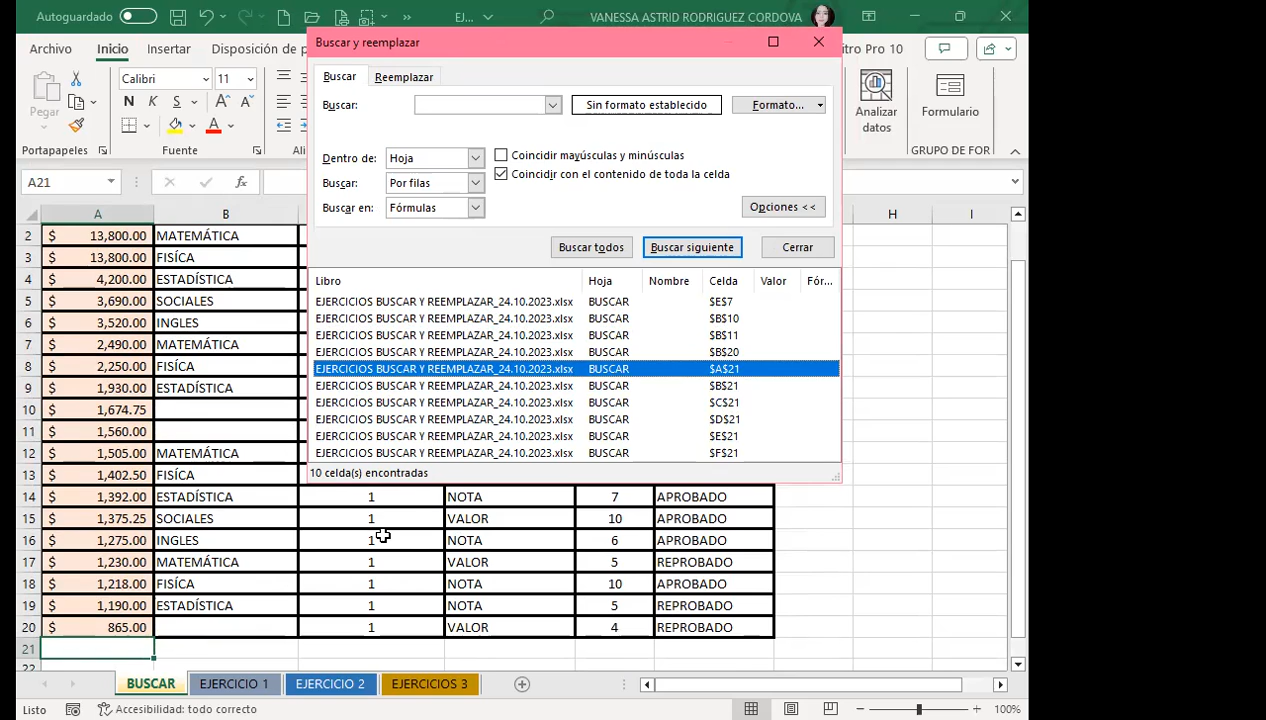 Autoguardado EJ... VANESSA ASTRID RODRIGUEZ CORDOVA
Archivo Inicio Insertar Disposición de itro Pro 10
Buscar y reemplazar
Buscar Reemplazar
Buscar: Sin formato establecido Formato...
Dentro de: Hoja Coincidir mayúsculas y minúsculas
Buscar: Por filas Coincidir con el contenido de toda la celda
Buscar en: Fórmulas Opciones <<
Buscar todos Buscar siguiente Cerrar
Libro Hoja Nombre Celda Valor Fór...
EJERCICIOS BUSCAR Y REEMPLAZAR_24.10.2023.xlsx BUSCAR $E$7
EJERCICIOS BUSCAR Y REEMPLAZAR_24.10.2023.xlsx BUSCAR $B$10
EJERCICIOS BUSCAR Y REEMPLAZAR_24.10.2023.xlsx BUSCAR $B$11
EJERCICIOS BUSCAR Y REEMPLAZAR_24.10.2023.xlsx BUSCAR $B$20
EJERCICIOS BUSCAR Y REEMPLAZAR_24.10.2023.xlsx BUSCAR $A$21
EJERCICIOS BUSCAR Y REEMPLAZAR_24.10.2023.xlsx BUSCAR $B$21
EJERCICIOS BUSCAR Y REEMPLAZAR_24.10.2023.xlsx BUSCAR $C$21
EJERCICIOS BUSCAR Y REEMPLAZAR_24.10.2023.xlsx BUSCAR $D$21
EJERCICIOS BUSCAR Y REEMPLAZAR_24.10.2023.xlsx BUSCAR $E$21
EJERCICIOS BUSCAR Y REEMPLAZAR_24.10.2023.xlsx BUSCAR $F$21
10 celda(s) encontradas
Calibri 11
Pegar N K S A A
A
Portapapeles Fuente Ali
Analizar datos Formulario
GRUPO DE FOR
A21 fx
A B H I
2 $ 13,800.00 MATEMÁTICA
3 $ 13,800.00 FISÍCA
4 $ 4,200.00 ESTADÍSTICA
5 $ 3,690.00 SOCIALES
6 $ 3,520.00 INGLES
7 $ 2,490.00 MATEMÁTICA
8 $ 2,250.00 FISÍCA
9 $ 1,930.00 ESTADÍSTICA
10 $ 1,674.75
11 $ 1,560.00
12 $ 1,505.00 MATEMÁTICA
13 $ 1,402.50 FISÍCA
14 $ 1,392.00 ESTADÍSTICA 1 NOTA 7 APROBADO
15 $ 1,375.25 SOCIALES 1 VALOR 10 APROBADO
16 $ 1,275.00 INGLES 1 NOTA 6 APROBADO
17 $ 1,230.00 MATEMÁTICA 1 VALOR 5 REPROBADO
18 $ 1,218.00 FISÍCA 1 NOTA 10 APROBADO
19 $ 1,190.00 ESTADÍSTICA 1 NOTA 5 REPROBADO
20 $ 865.00 1 VALOR 4 REPROBADO
21
22
BUSCAR EJERCICIO 1 EJERCICIO 2 EJERCICIOS 3
Listo Accesibilidad: todo correcto 100%